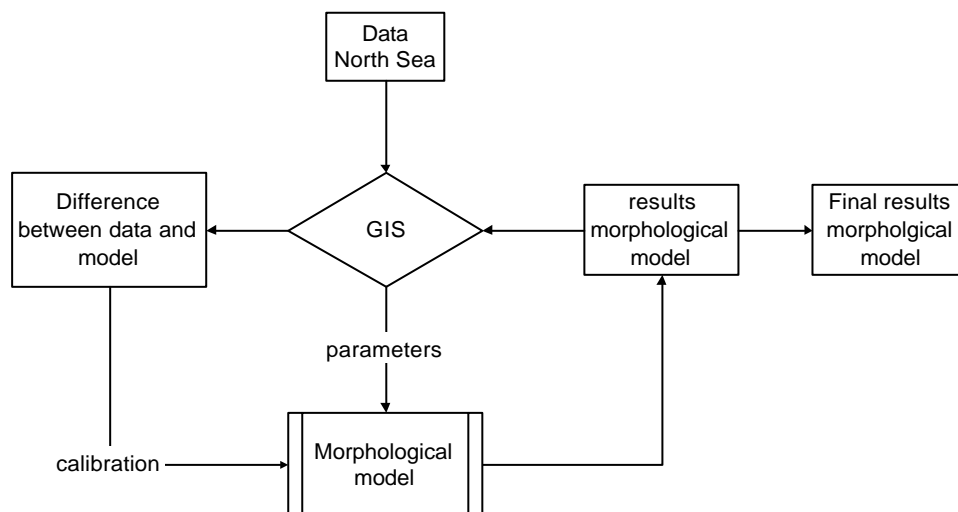 Data
North Sea
Difference
between data and
model
GIS
results
morphological
model
Final results
morpholgical
model
parameters
calibration
Morphological
model